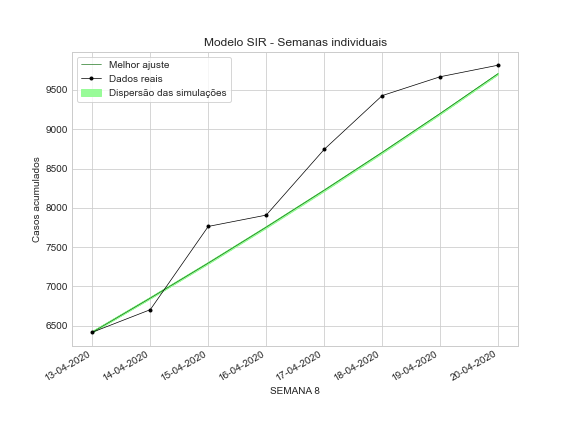 Modelo SIR - Semanas individuais
Melhor ajuste
Dados reais
Dispersão das simulações
Casos acumulados
9500
9000
8500
8000
7500
7000
6500
13-04-2020
14-04-2020
15-04-2020
16-04-2020
17-04-2020
18-04-2020
19-04-2020
20-04-2020
SEMANA 8